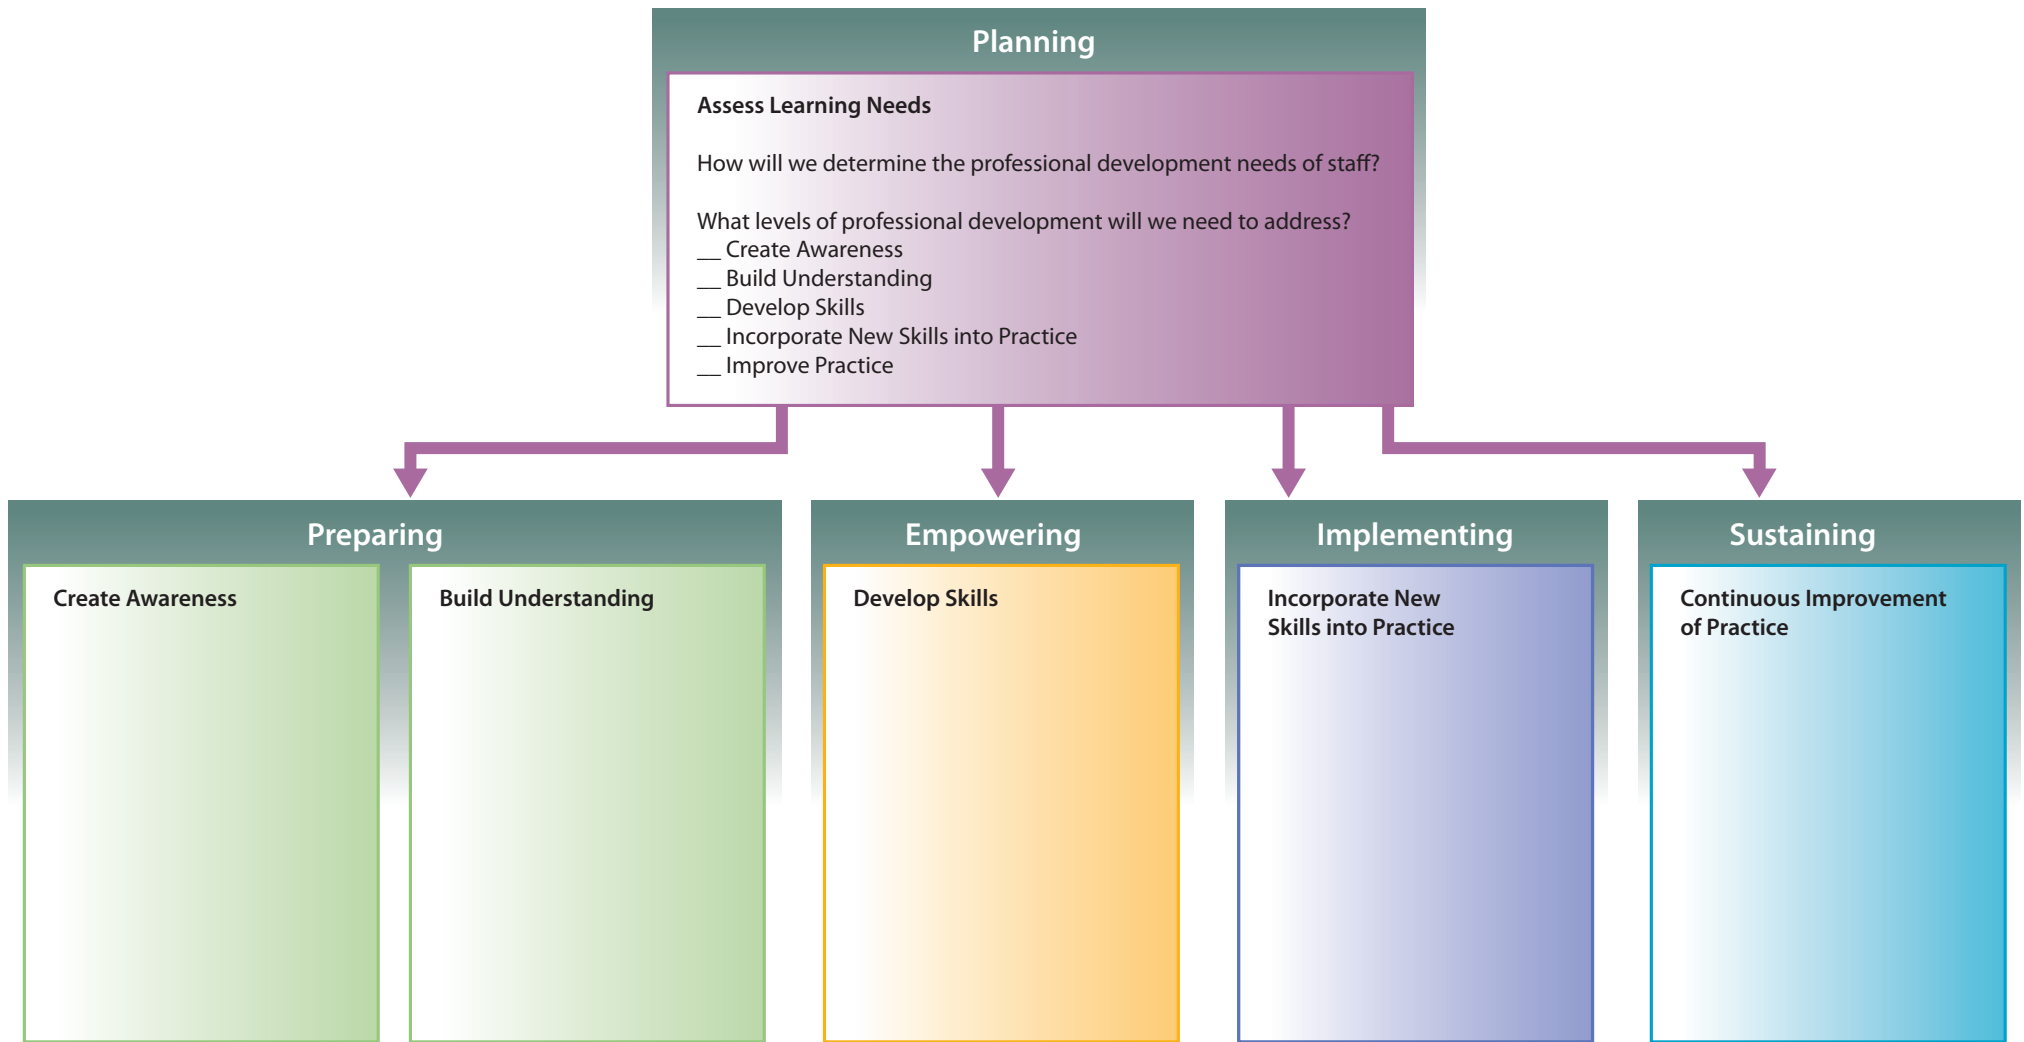 Planning
Assess Learning Needs
How will we determine the professional development needs of staff?
What levels of professional development will we need to address?
__ Create Awareness
__ Build Understanding
__ Develop Skills
__ Incorporate New Skills into Practice
__ Improve Practice
Preparing
Create Awareness
Build Understanding
Empowering
Develop Skills
Implementing
Incorporate New
Skills into Practice
Sustaining
Continuous Improvement
of Practice